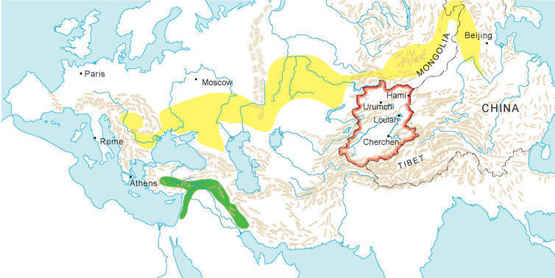 Beijing
MONGOLIA
Paris
Moscow
Hami
Urumchi
CHINA
Loulan
Rome
Cherchen
TIBET
Athens